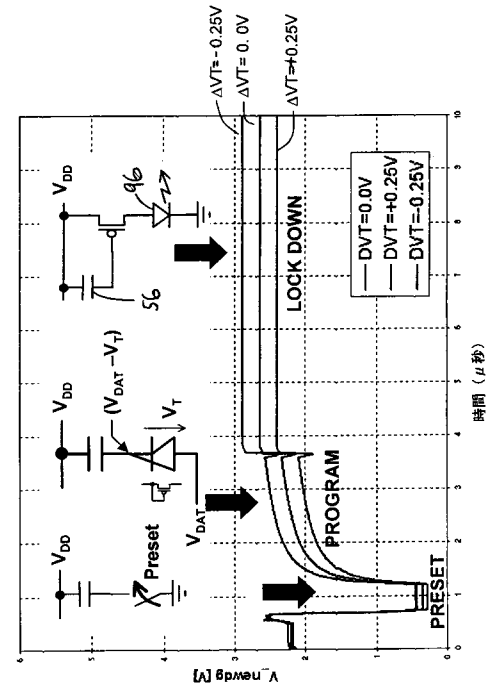 ΔVT=-0.25V
ΔVT=0.0V
ΔVT=+0.25V
VDD
VDD
VDD
Preset
(VDAT -VT)
VT
VDAT
56
96
PRESET
PROGRAM
LOCK DOWN
DVT=0.0V
DVT=+0.25V
DVT=-0.25V
V_newdg [V]
6
5
4
3
2
1
0
0
1
2
3
4
5
6
7
8
9
10
時間 (μ秒)